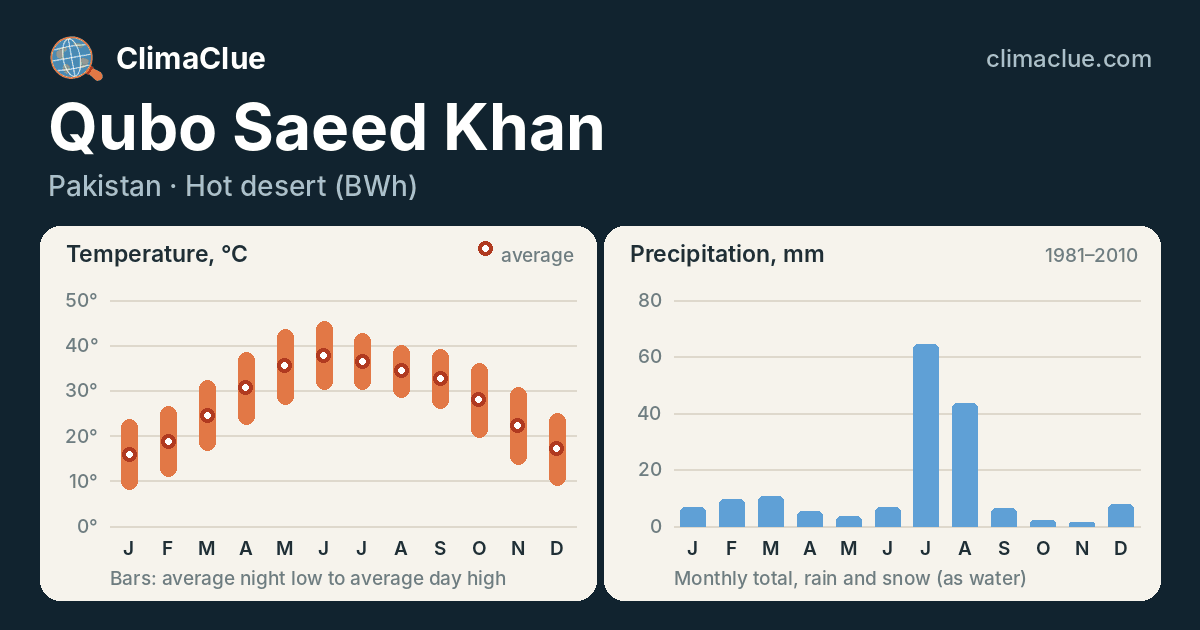 ClimaClue
climaclue.com
Qubo Saeed Khan
Pakistan · Hot desert (BWh)
Temperature, °C
average
50°
40°
30°
20°
10°
0°
J F M A M J J A S O N D
Bars: average night low to average day high
Precipitation, mm
1981–2010
80
60
40
20
0
J F M A M J J A S O N D
Monthly total, rain and snow (as water)